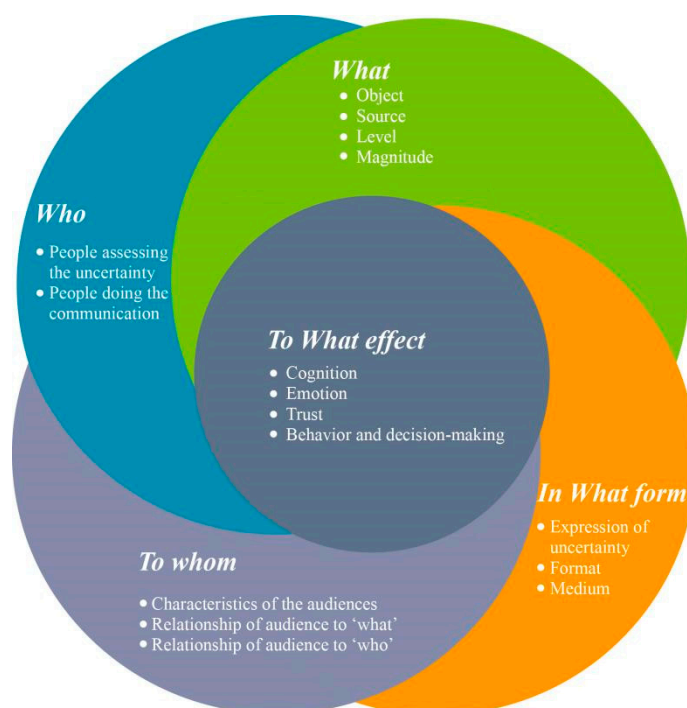 What
• Object
• Source
• Level
• Magnitude
Who
• People assessing
the uncertainty
• People doing the
communication
To What effect
• Cognition
• Emotion
• Trust
• Behavior and decision-making
In What form
• Expression of
uncertainty
• Format
• Medium
To whom
• Characteristics of the audiences
• Relationship of audience to ‘what’
• Relationship of audience to ‘who’